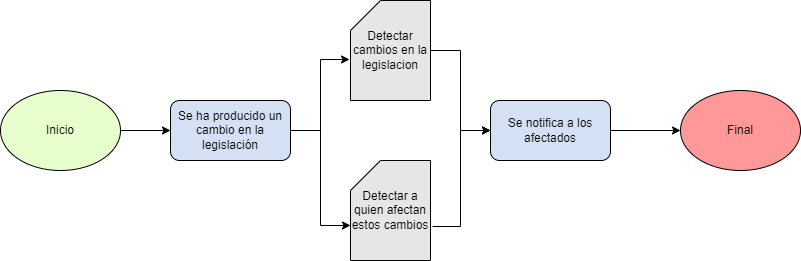 Inicio
Se ha producido un
cambio en la
legislación
Detectar
cambios en la
legislacion
Detectar a
quien afectan
estos cambios
Se notifica a los
afectados
Final